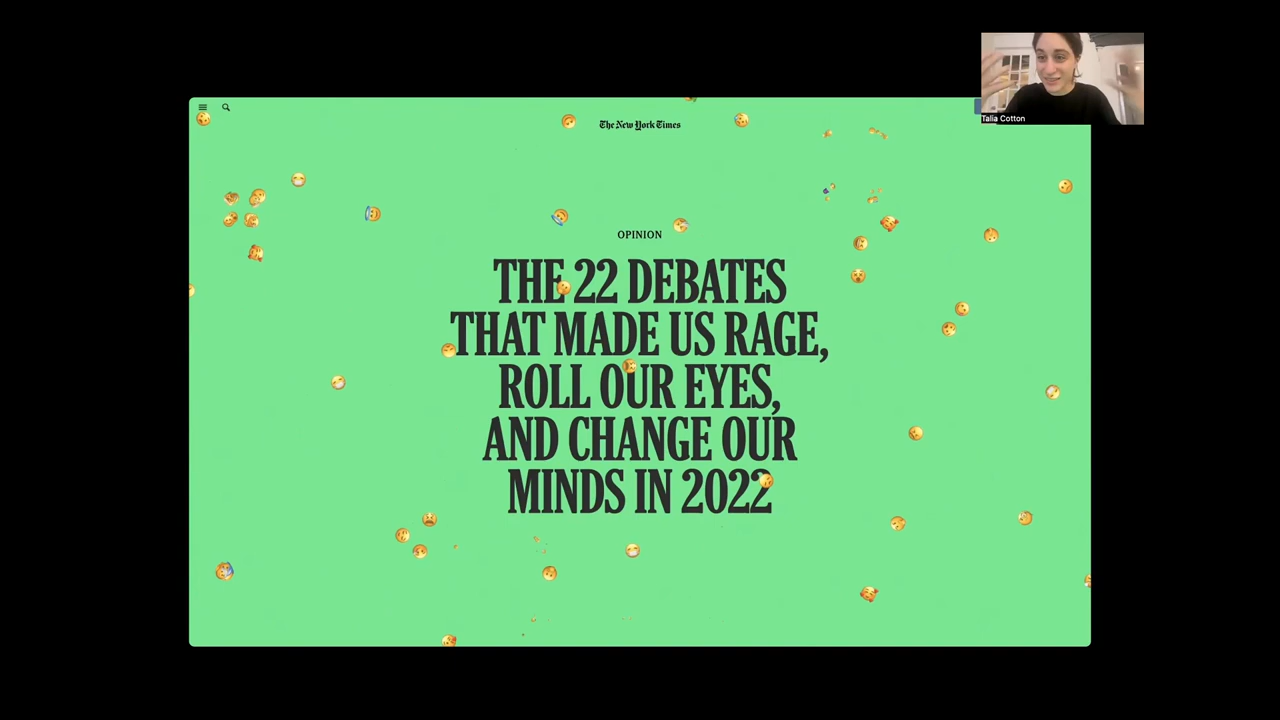 The New York Times
Talia Cotton
OPINION
THE 22 DEBATES
THAT MADE US RAGE,
ROLL OUR EYES,
AND CHANGE OUR
MINDS IN 2022